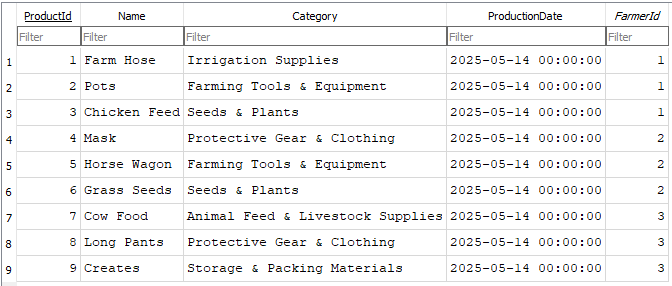 ProductId Name Category ProductionDate FarmerId
Filter Filter Filter Filter Filter
1 1 Farm Hose Irrigation Supplies 2025-05-14 00:00:00 1
2 2 Pots Farming Tools & Equipment 2025-05-14 00:00:00 1
3 3 Chicken Feed Seeds & Plants 2025-05-14 00:00:00 1
4 4 Mask Protective Gear & Clothing 2025-05-14 00:00:00 2
5 5 Horse Wagon Farming Tools & Equipment 2025-05-14 00:00:00 2
6 6 Grass Seeds Seeds & Plants 2025-05-14 00:00:00 2
7 7 Cow Food Animal Feed & Livestock Supplies 2025-05-14 00:00:00 3
8 8 Long Pants Protective Gear & Clothing 2025-05-14 00:00:00 3
9 9 Creates Storage & Packing Materials 2025-05-14 00:00:00 3